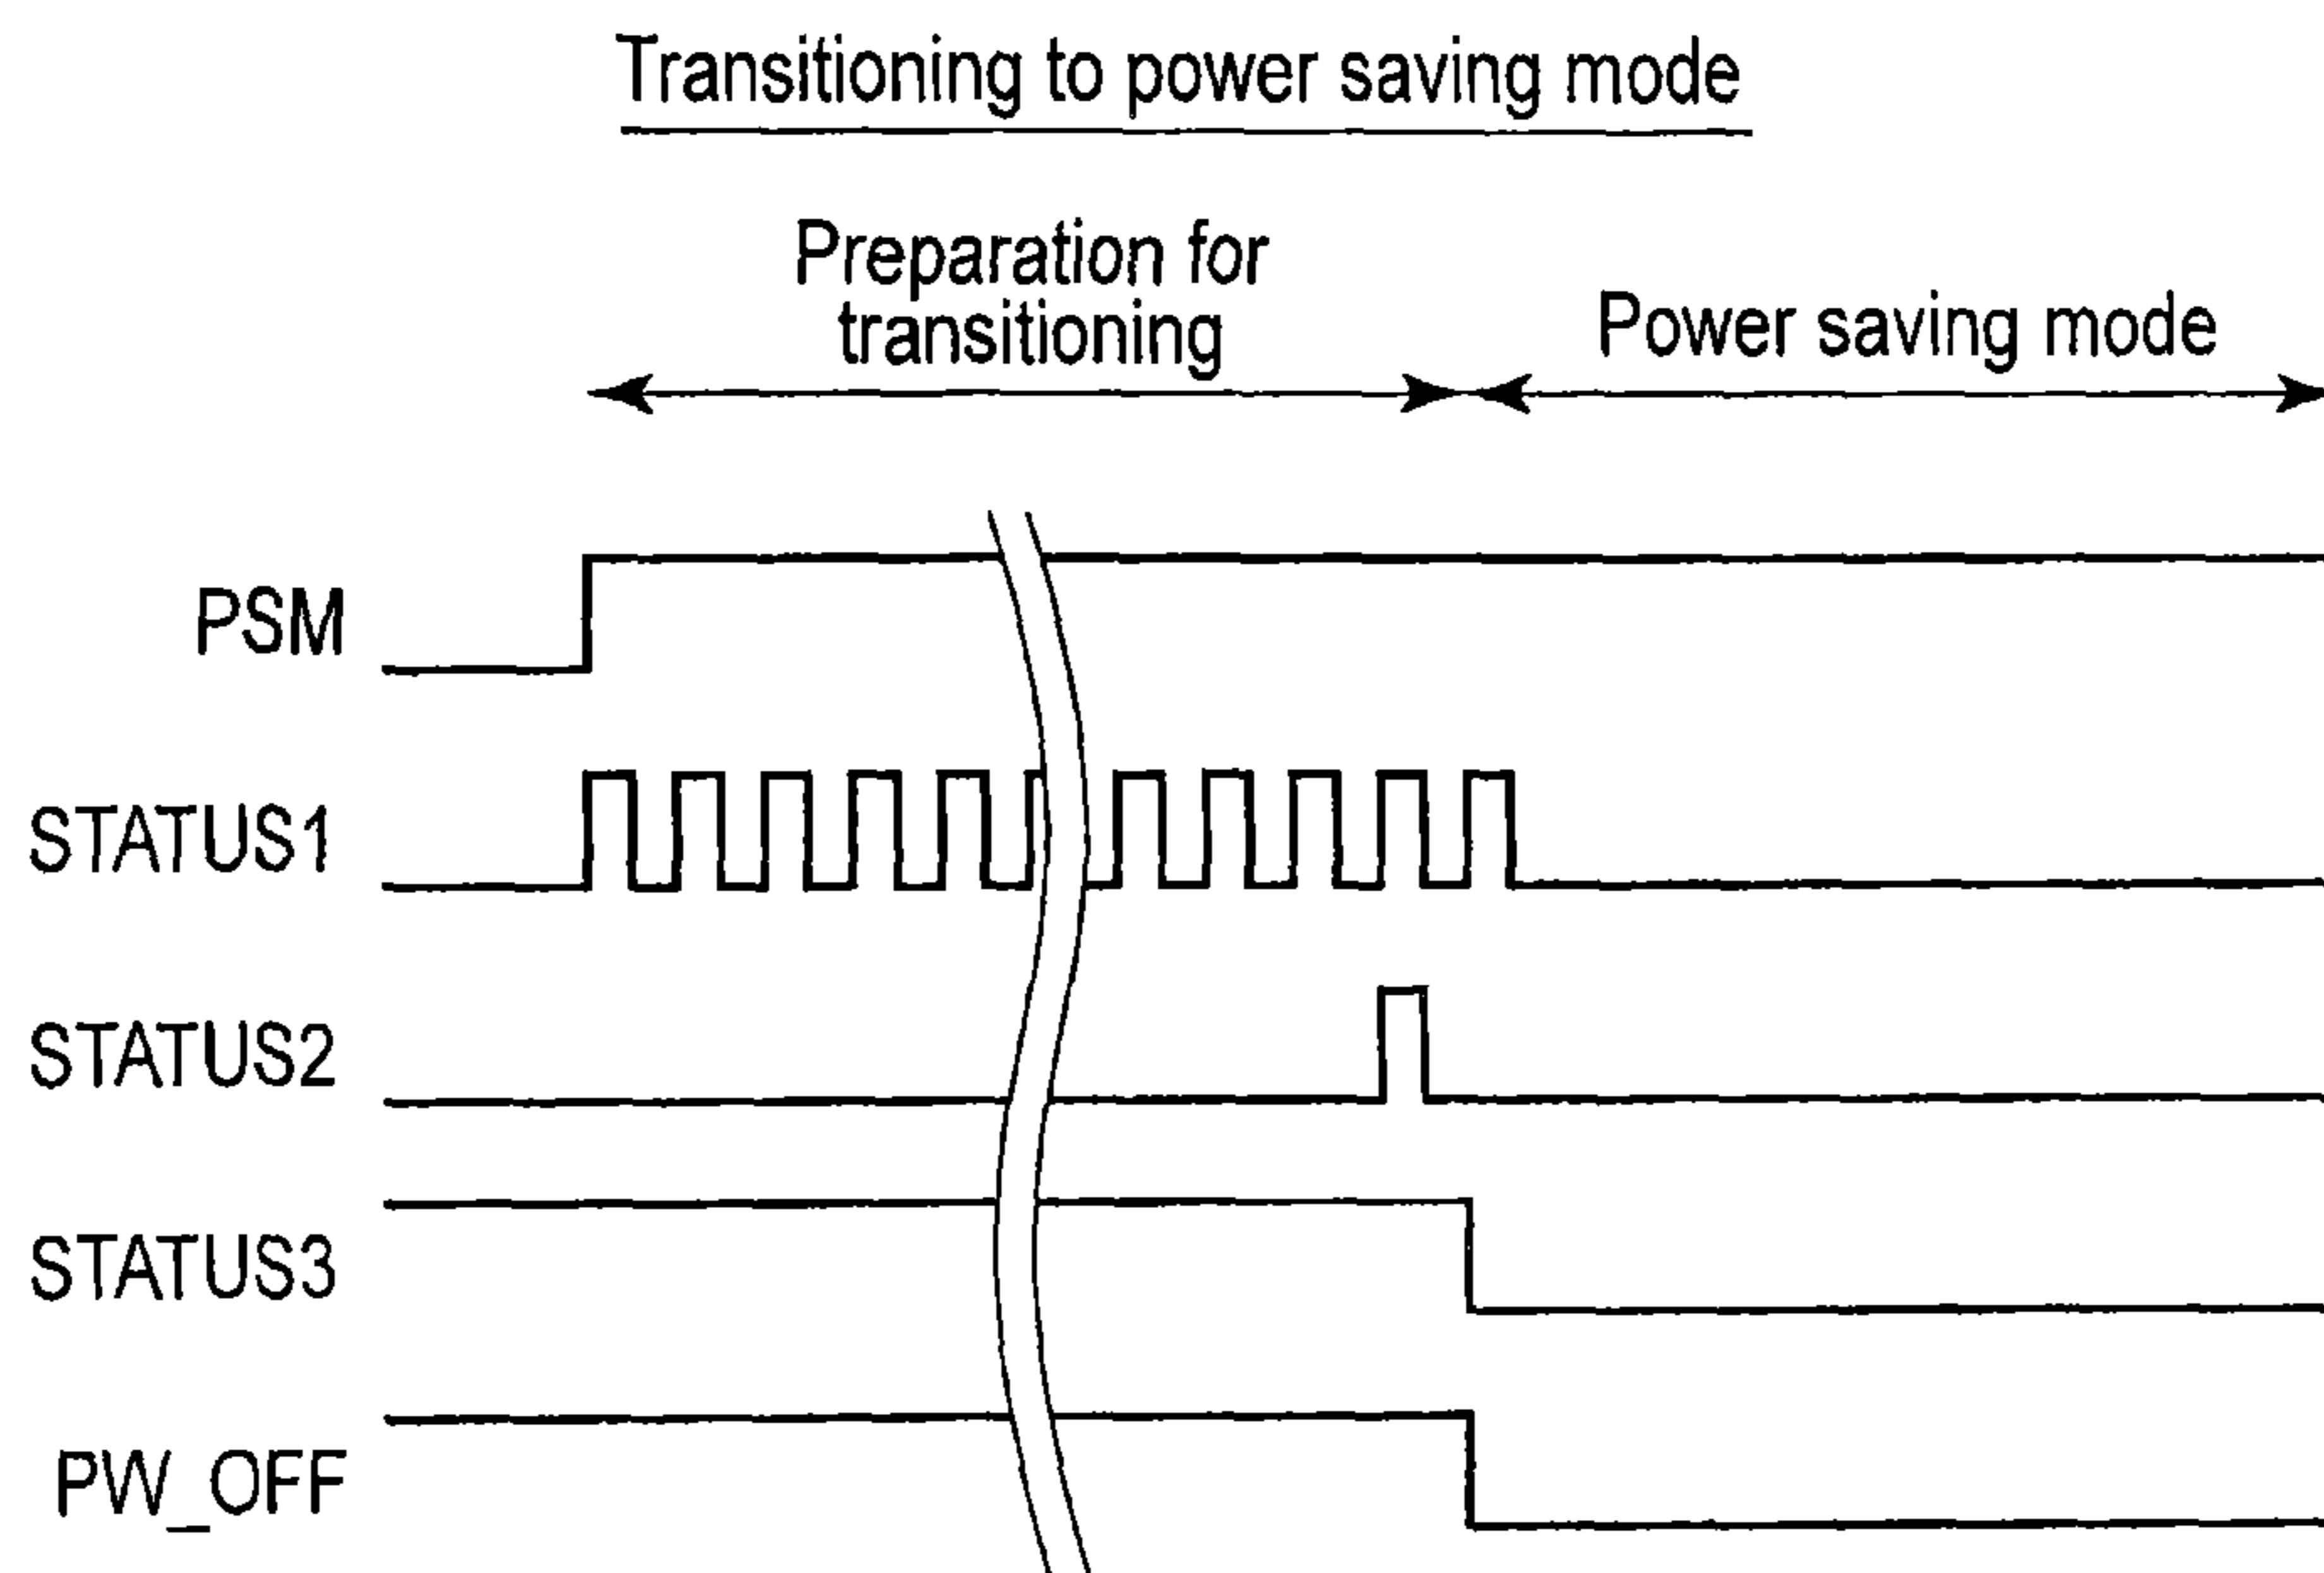 Transitioning to power saving mode
Preparation for
transitioning
Power saving mode
PSM
STATUS1
STATUS2
STATUS3
PW_OFF